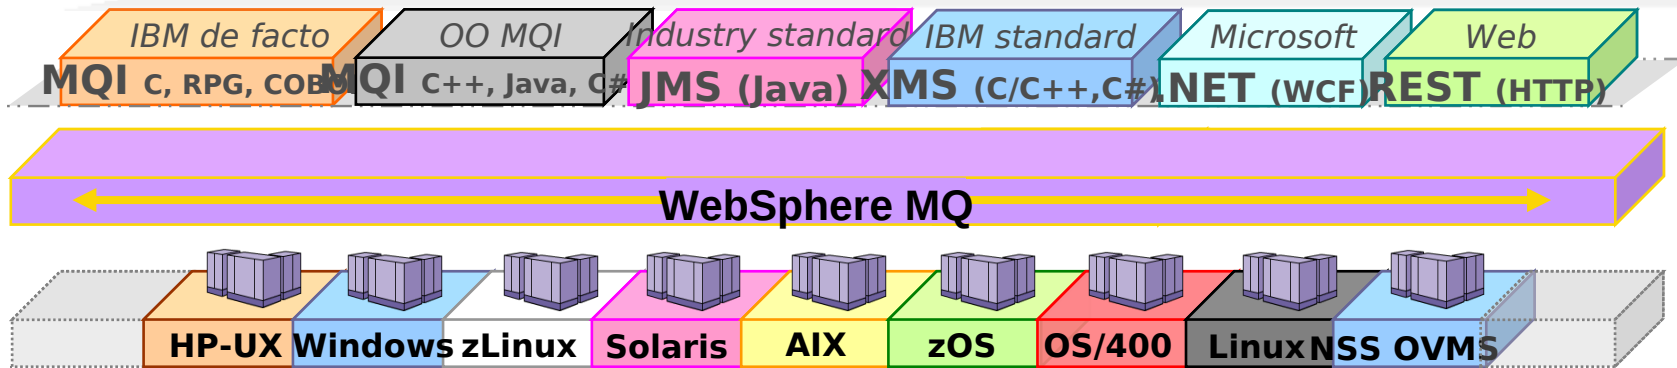 IBM de facto
OO MQI
Industry standard
IBM standard
Microsoft
Web
MQI C, RPG, COBOL
MQI C++, Java, C#
JMS (Java)
XMS (C/C++,C#)
.NET (WCF)
REST (HTTP)
WebSphere MQ
HP-UX
Windows
zLinux
Solaris
AIX
zOS
OS/400
Linux
NSS OVMS